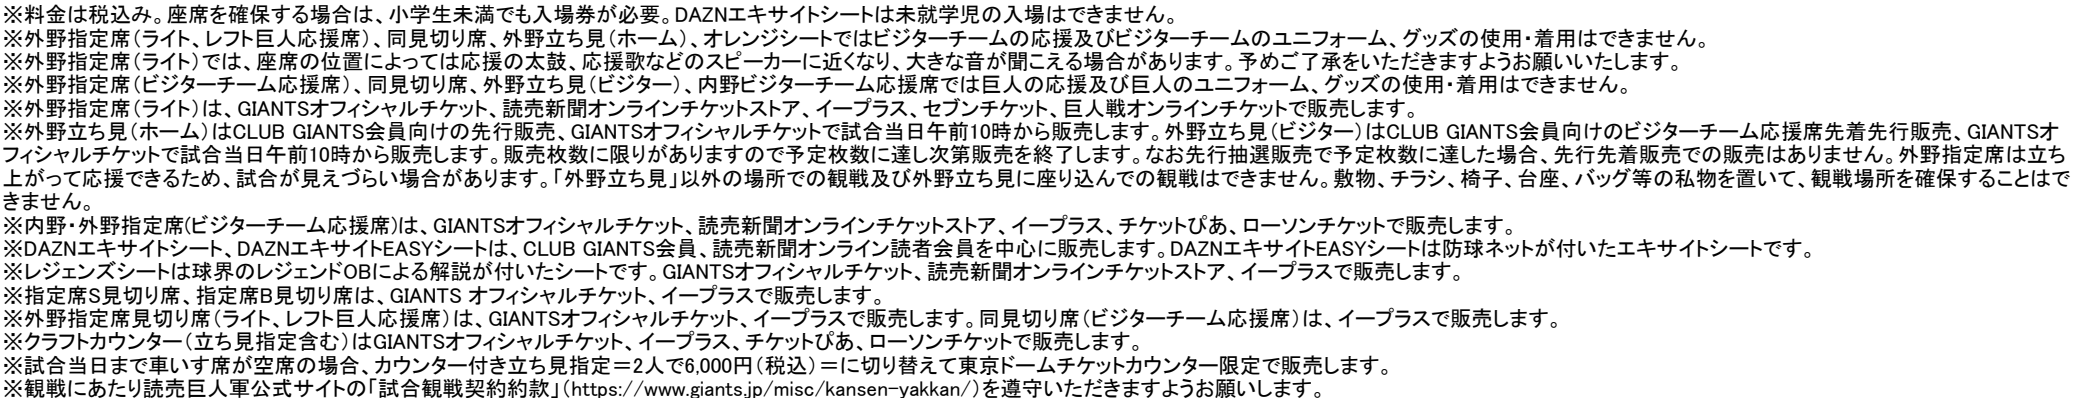 ※料金は税込み。座席を確保する場合は、小学生未満でも入場券が必要。DAZNエキサイトシートは未就学児の入場はできません。
※外野指定席（ライト、レフト巨人応援席）、同見切り席、外野立ち見（ホーム）、オレンジシートではビジターチームの応援及びビジターチームのユニフォーム、グッズの使用・着用はできません。
※外野指定席（ライト）では、座席の位置によっては応援の太鼓、応援歌などのスピーカーに近くなり、大きな音が聞こえる場合があります。予めご了承をいただきますようお願いいたします。
※外野指定席（ビジターチーム応援席）、同見切り席、外野立ち見（ビジター）、内野ビジターチーム応援席では巨人の応援及び巨人のユニフォーム、グッズの使用・着用はできません。
※外野指定席（ライト）は、GIANTSオフィシャルチケット、読売新聞オンラインチケットストア、イープラス、セブンチケット、巨人戦オンラインチケットで販売します。
※外野立ち見（ホーム）はCLUB GIANTS会員向けの先行販売、GIANTSオフィシャルチケットで試合当日午前10時から販売します。外野立ち見（ビジター）はCLUB GIANTS会員向けのビジターチーム応援席先着先行販売、GIANTSオ
フィシャルチケットで試合当日午前10時から販売します。販売枚数に限りがありますので予定枚数に達し次第販売を終了します。なお先行抽選販売で予定枚数に達した場合、先行先着販売での販売はありません。外野指定席は立ち
上がって応援できるため、試合が見えづらい場合があります。「外野立ち見」以外の場所での観戦及び外野立ち見に座り込んでの観戦はできません。敷物、チラシ、椅子、台座、バッグ等の私物を置いて、観戦場所を確保することはで
きません。
※内野・外野指定席(ビジターチーム応援席)は、GIANTSオフィシャルチケット、読売新聞オンラインチケットストア、イープラス、チケットぴあ、ローソンチケットで販売します。
※DAZNエキサイトシート、DAZNエキサイトEASYシートは、CLUB GIANTS会員、読売新聞オンライン読者会員を中心に販売します。DAZNエキサイトEASYシートは防球ネットが付いたエキサイトシートです。
※レジェンズシートは球界のレジェンドOBによる解説が付いたシートです。GIANTSオフィシャルチケット、読売新聞オンラインチケットストア、イープラスで販売します。
※指定席S見切り席、指定席B見切り席は、GIANTS オフィシャルチケット、イープラスで販売します。
※外野指定席見切り席（ライト、レフト巨人応援席）は、GIANTSオフィシャルチケット、イープラスで販売します。同見切り席（ビジターチーム応援席）は、イープラスで販売します。
※クラフトカウンター（立ち見指定含む）はGIANTSオフィシャルチケット、イープラス、チケットぴあ、ローソンチケットで販売します。
※試合当日まで車いす席が空席の場合、カウンター付き立ち見指定＝2人で6,000円（税込）＝に切り替えて東京ドームチケットカウンター限定で販売します。
※観戦にあたり読売巨人軍公式サイトの「試合観戦契約約款」（https://www.giants.jp/misc/kansen-yakkan/）を遵守いただきますようお願いします。